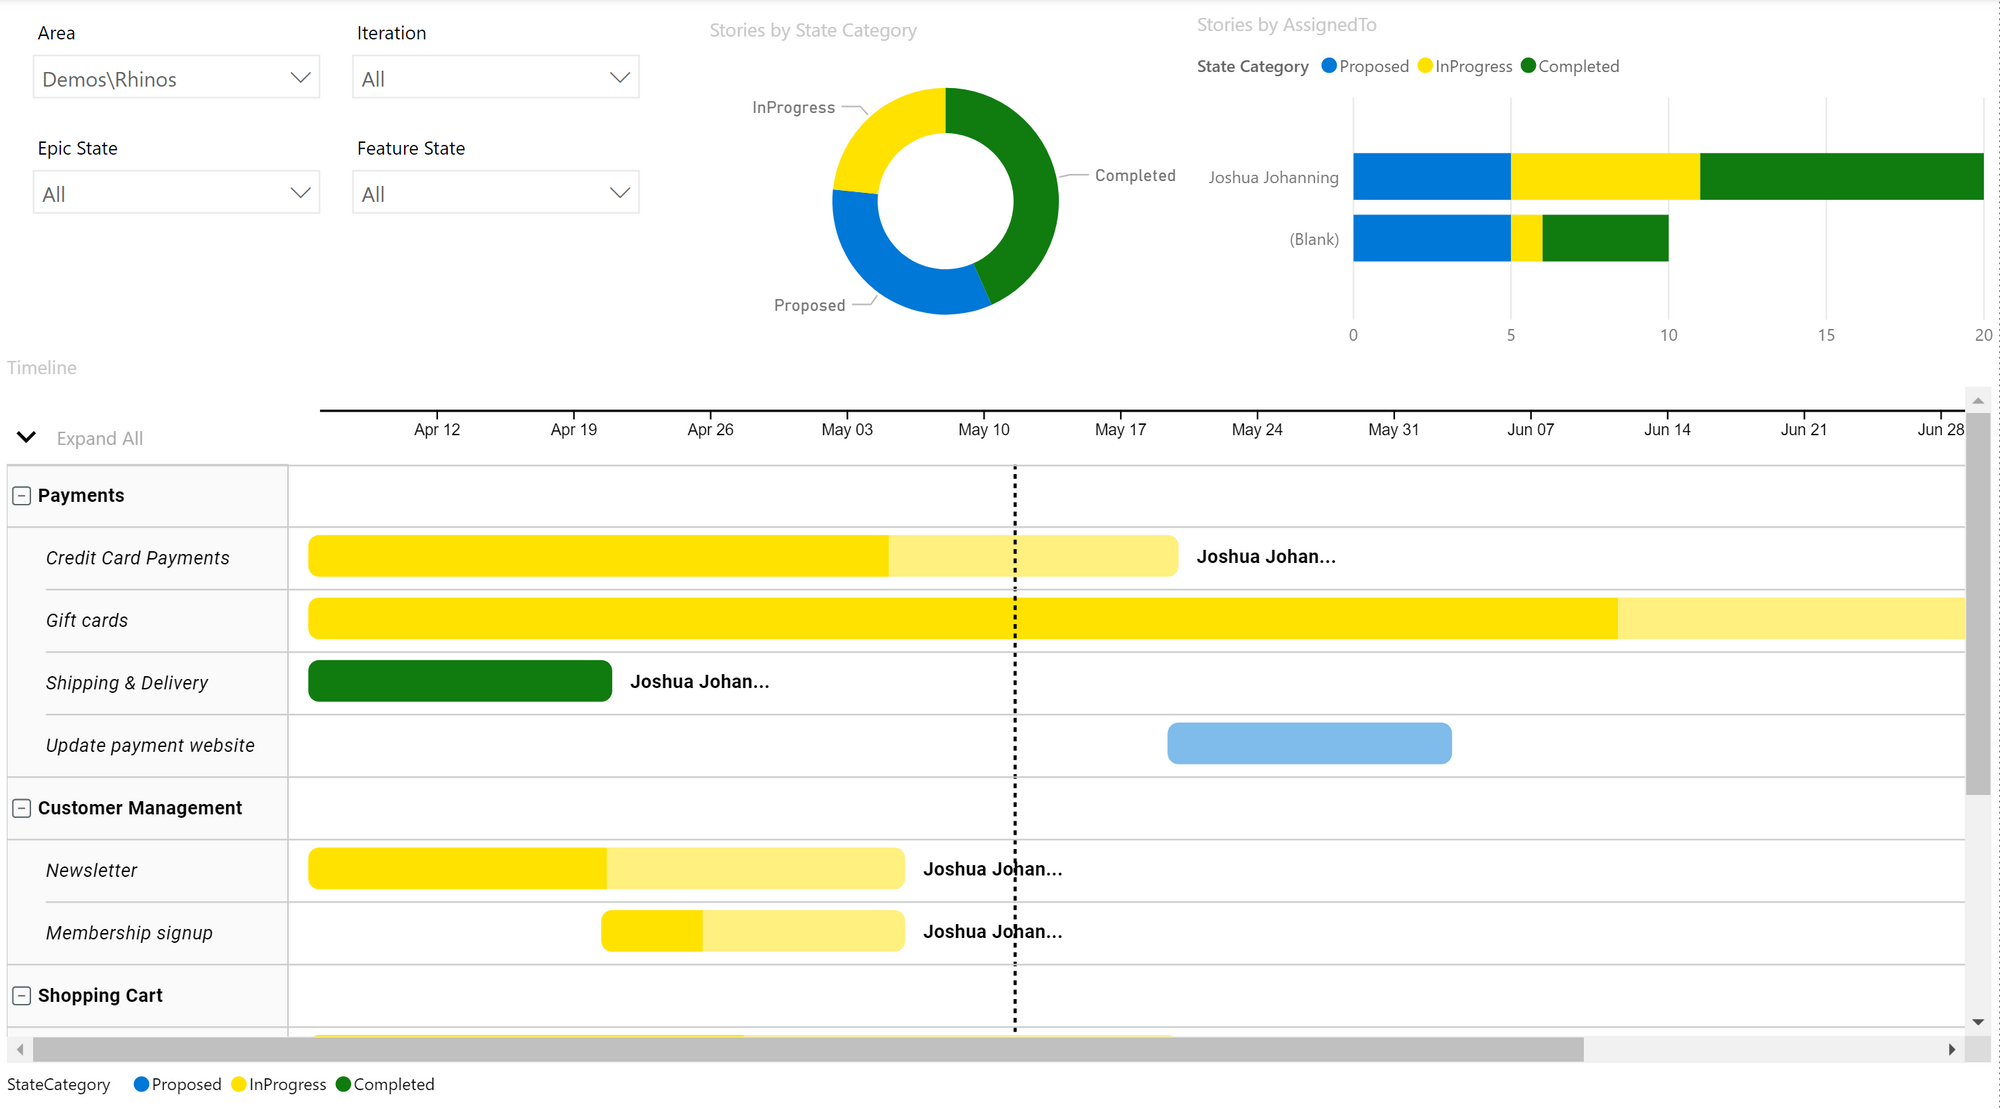 Area
Demos\Rhinos
Iteration
All
Epic State
All
Feature State
All
Stories by State Category
InProgress
Completed
Proposed
Stories by AssignedTo
State Category Proposed InProgress Completed
Joshua Johanning
(Blank)
0 5 10 15 20
Timeline
Expand All
Apr 12 Apr 19 Apr 26 May 03 May 10 May 17 May 24 May 31 Jun 07 Jun 14 Jun 21 Jun 28
Payments
Credit Card Payments Joshua Johan...
Gift cards
Shipping & Delivery Joshua Johan...
Update payment website
Customer Management
Newsletter Joshua Johan...
Membership signup Joshua Johan...
Shopping Cart
StateCategory Proposed InProgress Completed